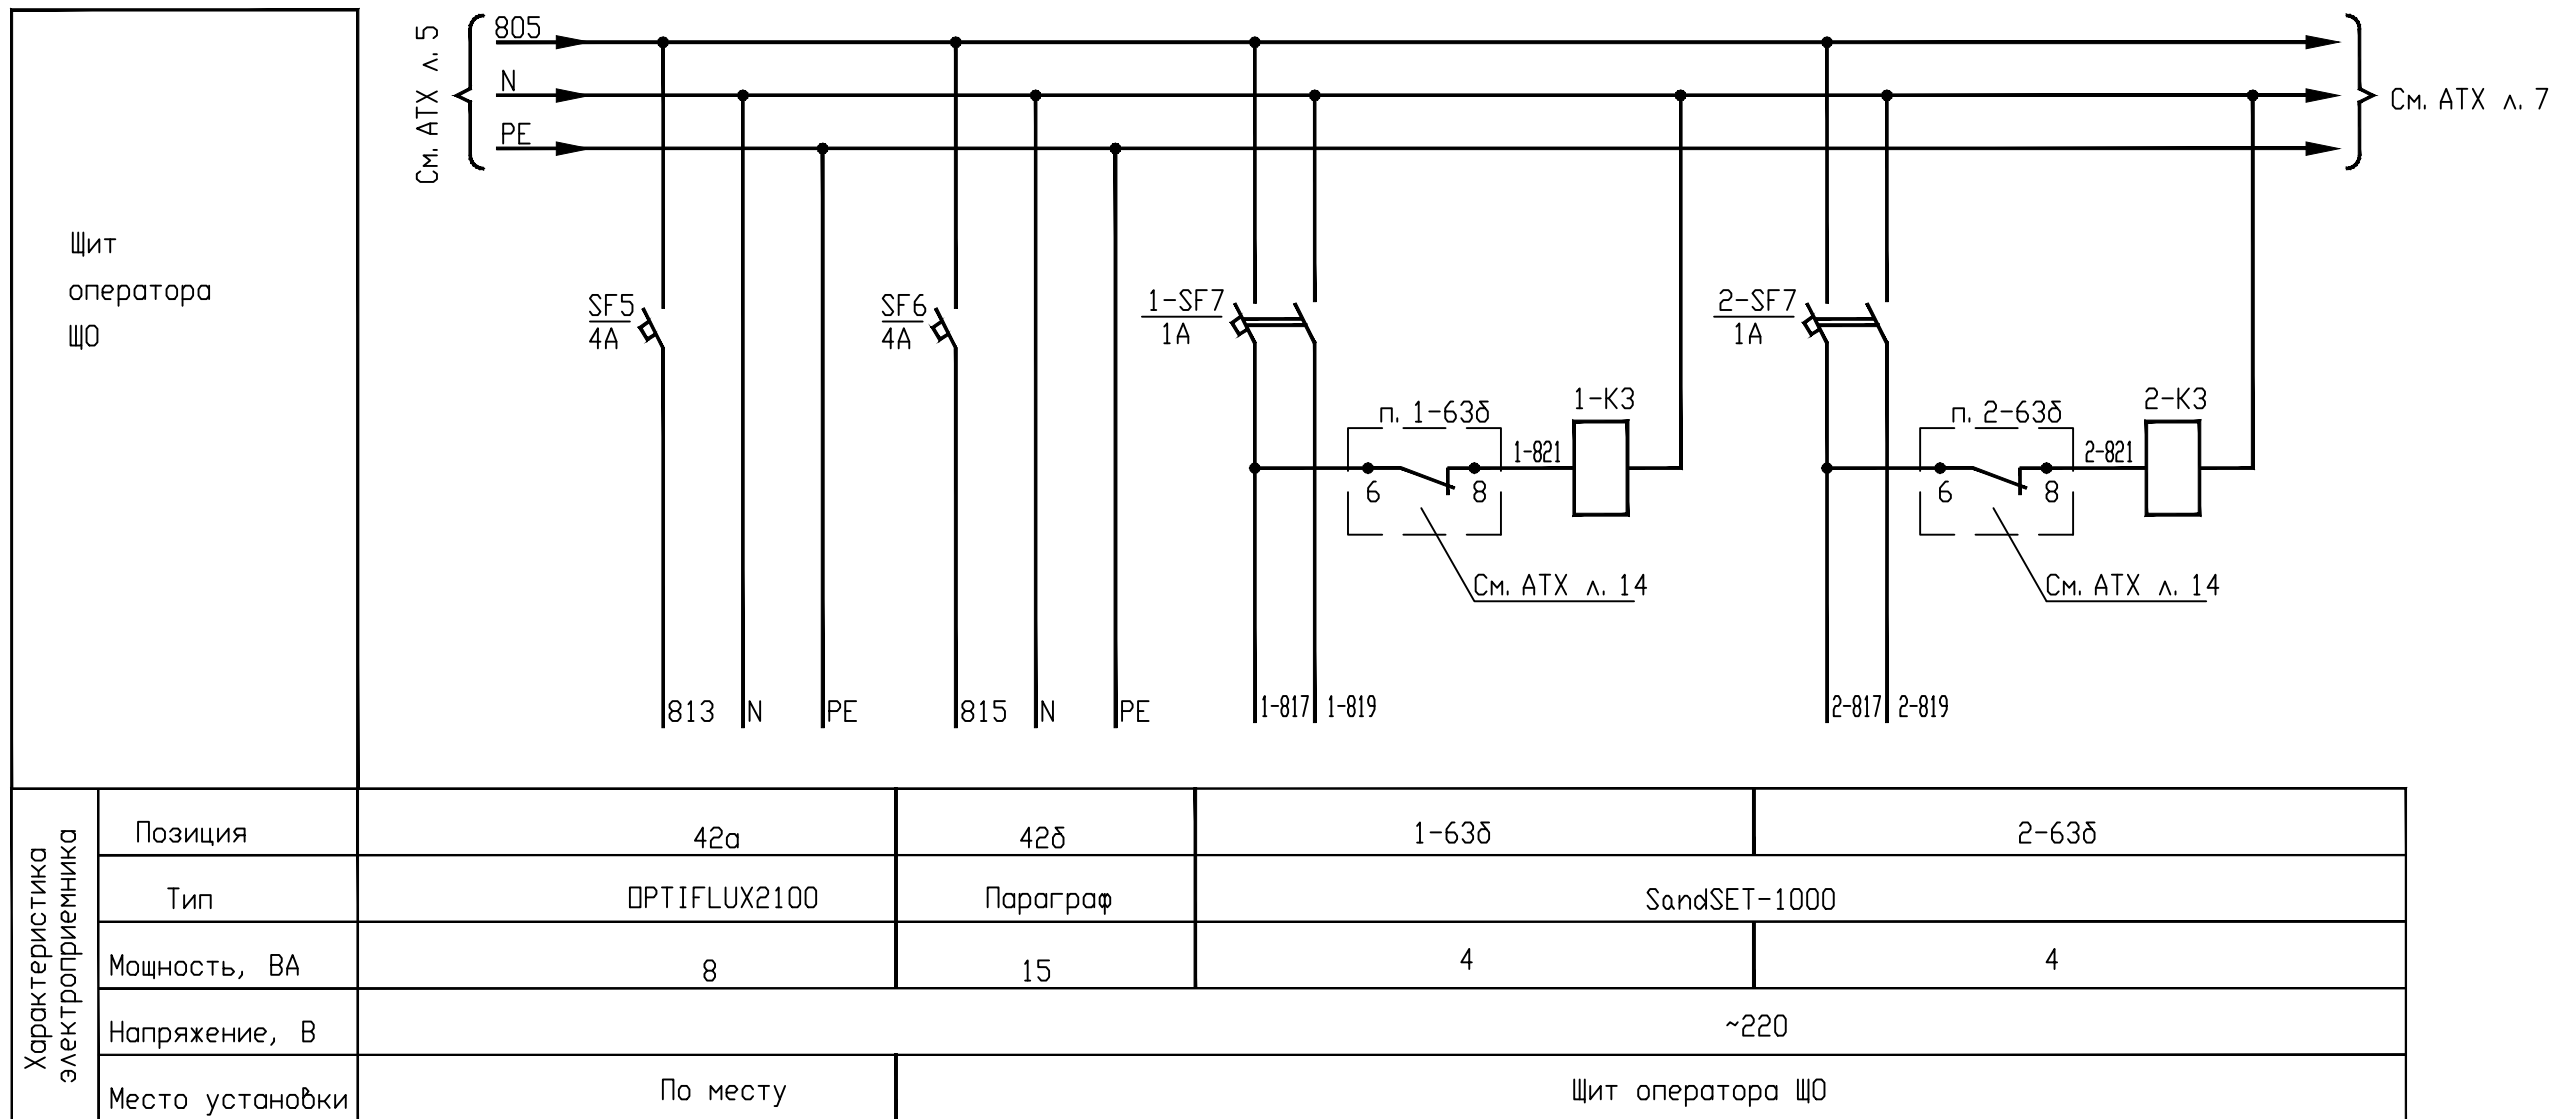 См. АТХ л. 5
805
N
PE
См. АТХ л. 7
Щит
оператора
ЩО
SF5
4А
SF6
4А
1-SF7
1А
2-SF7
1А
п. 1-63б
1-К3
1-821
6
8
См. АТХ л. 14
п. 2-63б
2-К3
2-821
6
8
См. АТХ л. 14
813
N
PE
815
N
PE
1-817
1-819
2-817
2-819
Характеристика
электроприемника
Позиция
42а
42б
1-63б
2-63б
Тип
OPTIFLUX2100
Параграф
SandSET-1000
Мощность, ВА
8
15
4
4
Напряжение, В
~220
Место установки
По месту
Щит оператора ЩО